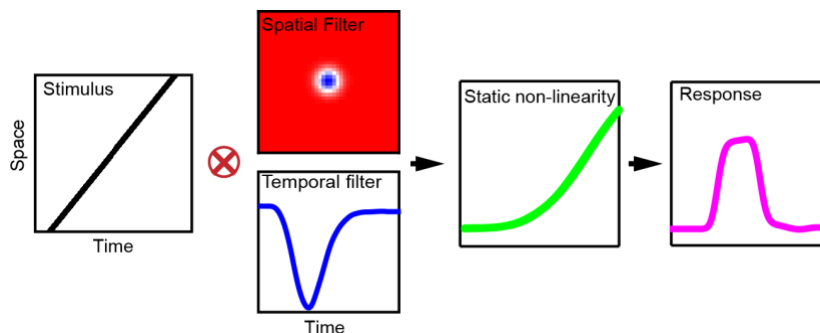 Stimulus
Space
Time
Spatial Filter
Temporal filter
Time
Static non-linearity
Response